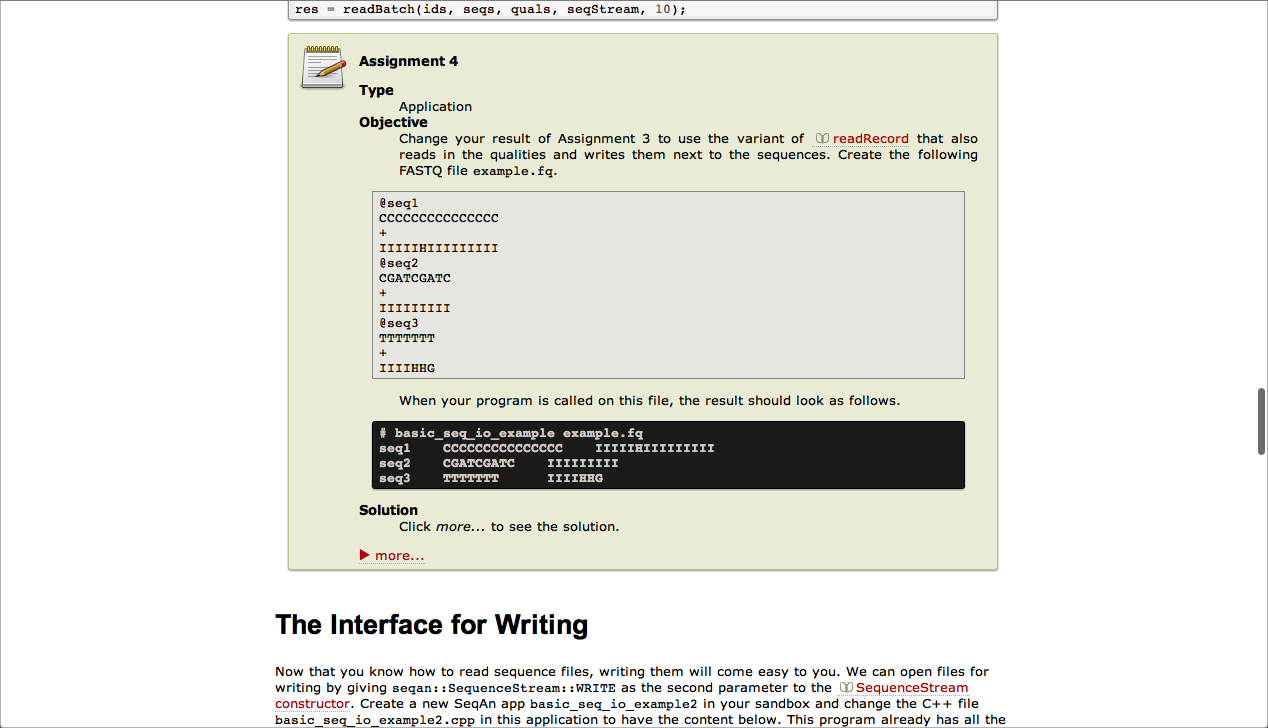 res = readBatch(ids, seqs, quals, seqStream, 10);
Assignment 4
Type
Application
Objective
Change your result of Assignment 3 to use the variant of readRecord that also
reads in the qualities and writes them next to the sequences. Create the following
FASTQ file example.fq.
@seq1
CCCCCCCCCCCCCCC
+
IIIIIHIIIIIIIII
@seq2
CGATCGATC
+
IIIIIIIII
@seq3
TTTTTTT
+
IIIIHHG
When your program is called on this file, the result should look as follows.
# basic_seq_io_example example.fq
seq1    CCCCCCCCCCCCCCC    IIIIIHIIIIIIIII
seq2    CGATCGATC    IIIIIIIII
seq3    TTTTTTT      IIIIHHG
Solution
Click more... to see the solution.
more...
The Interface for Writing
Now that you know how to read sequence files, writing them will come easy to you. We can open files for
writing by giving seqan::SequenceStream::WRITE as the second parameter to the SequenceStream
constructor. Create a new SeqAn app basic_seq_io_example2 in your sandbox and change the C++ file
basic_seq_io_example2.cpp in this application to have the content below. This program already has all the